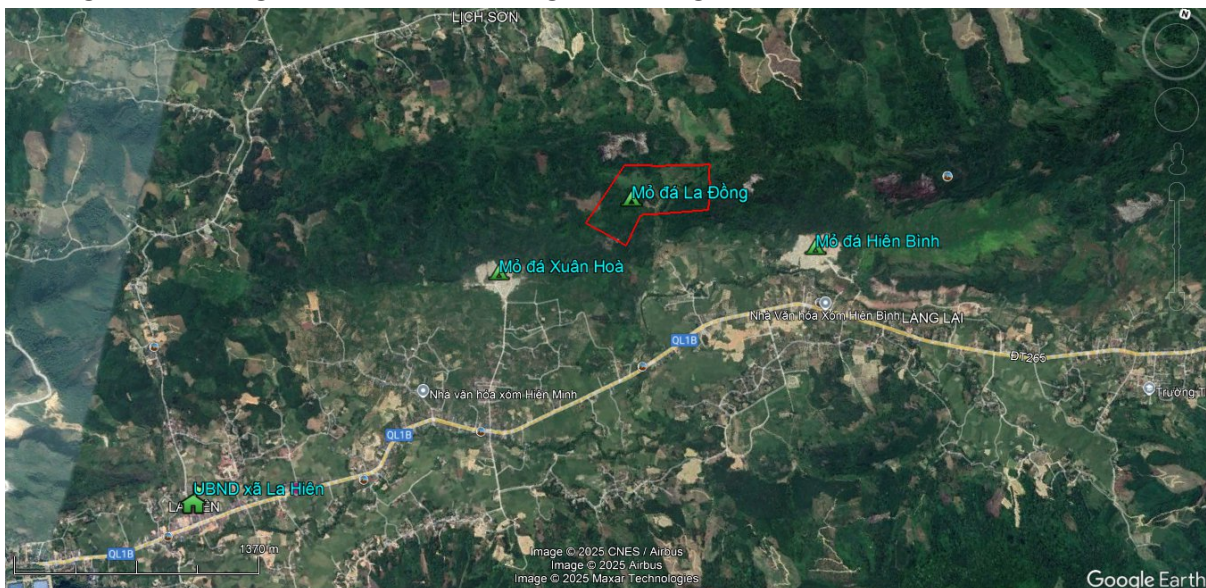 LỊCH SƠN
N
Mỏ đá La Đồng
Mỏ đá Hiên Bình
Mỏ đá Xuân Hoà
Nhà Văn hóa Xóm Hiên Bình
LÀNG LAI
QL1B
ĐT265
Nhà văn hóa xóm Hiên Minh
Trường T
QL1B
UBND xã La Hiên
QL1B
1370 m
Image © 2025 CNES / Airbus
Image © 2025 Airbus
Image © 2025 Maxar Technologies
Google Earth